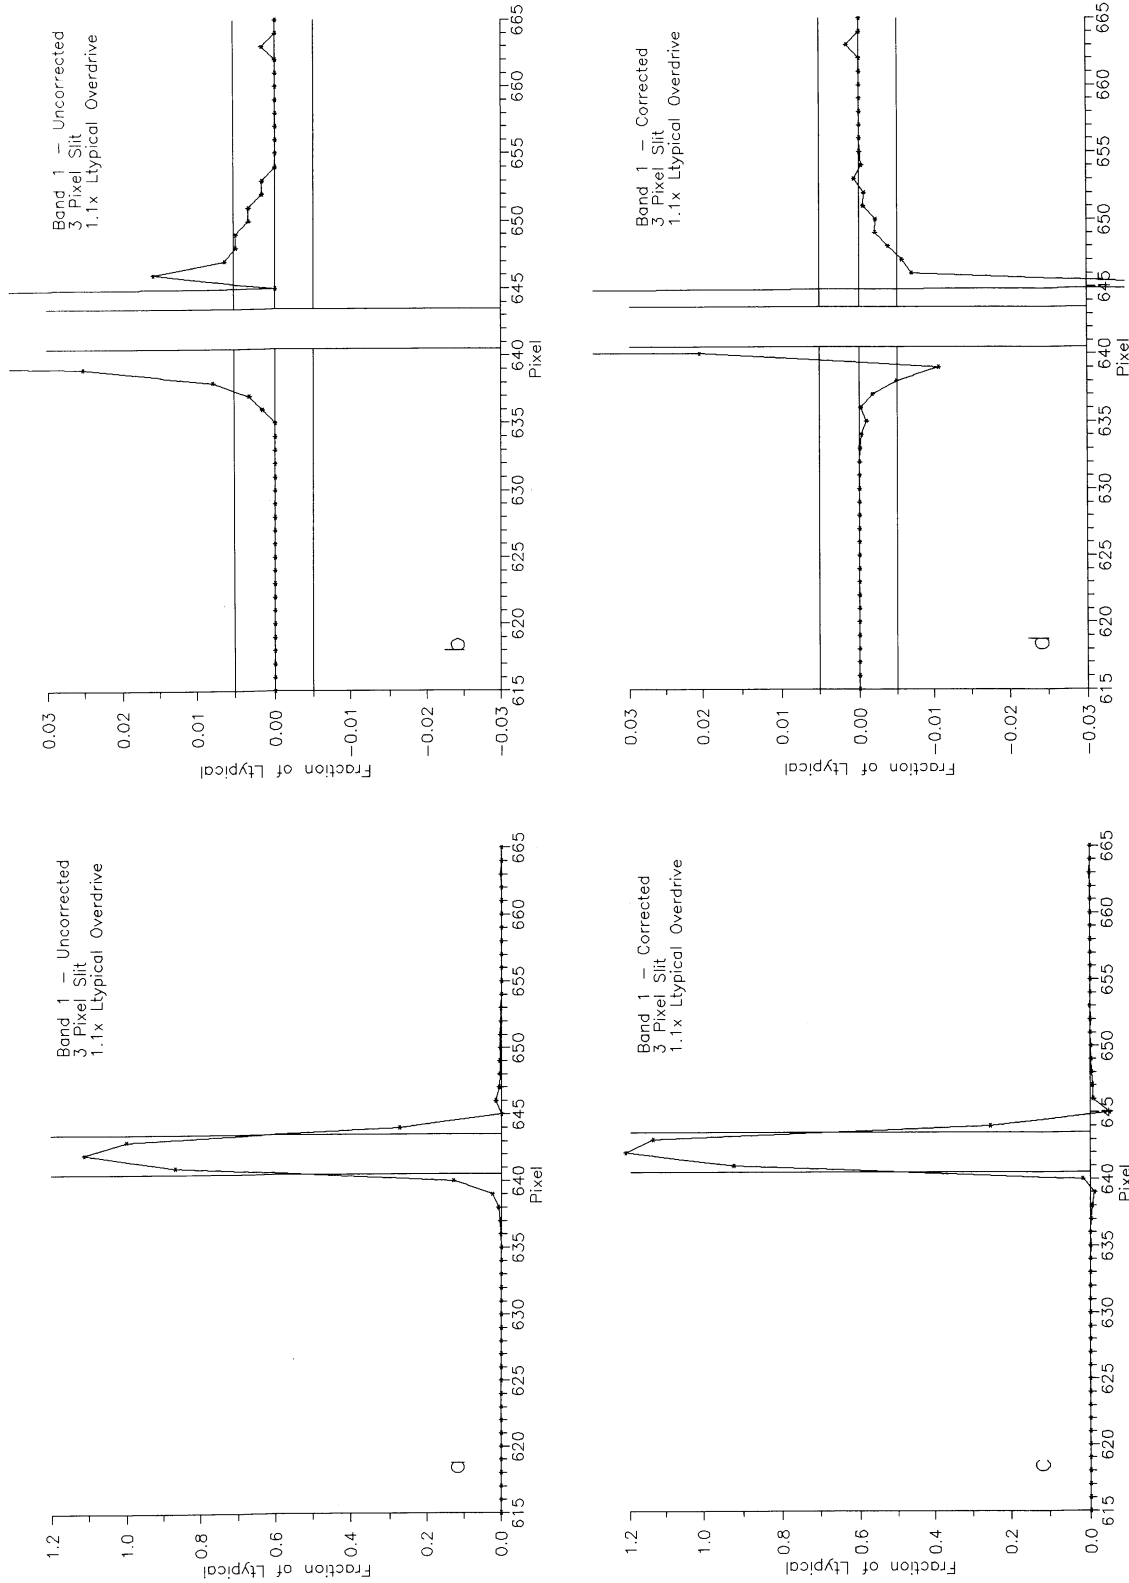 Band 1 – Uncorrected
3 Pixel Slit
1.1x Ltypical Overdrive
1.2
1.0
0.8
0.6
0.4
0.2
0.0
Fraction of Ltypical
a
615 620 625 630 635 640 645 650 655 660 665
Pixel
Band 1 – Uncorrected
3 Pixel Slit
1.1x Ltypical Overdrive
0.03
0.02
0.01
0.00
−0.01
−0.02
−0.03
Fraction of Ltypical
b
615 620 625 630 635 640 645 650 655 660 665
Pixel
Band 1 – Corrected
3 Pixel Slit
1.1x Ltypical Overdrive
1.2
1.0
0.8
0.6
0.4
0.2
0.0
Fraction of Ltypical
c
615 620 625 630 635 640 645 650 655 660 665
Pixel
Band 1 – Corrected
3 Pixel Slit
1.1x Ltypical Overdrive
0.03
0.02
0.01
0.00
−0.01
−0.02
−0.03
Fraction of Ltypical
d
615 620 625 630 635 640 645 650 655 660 665
Pixel